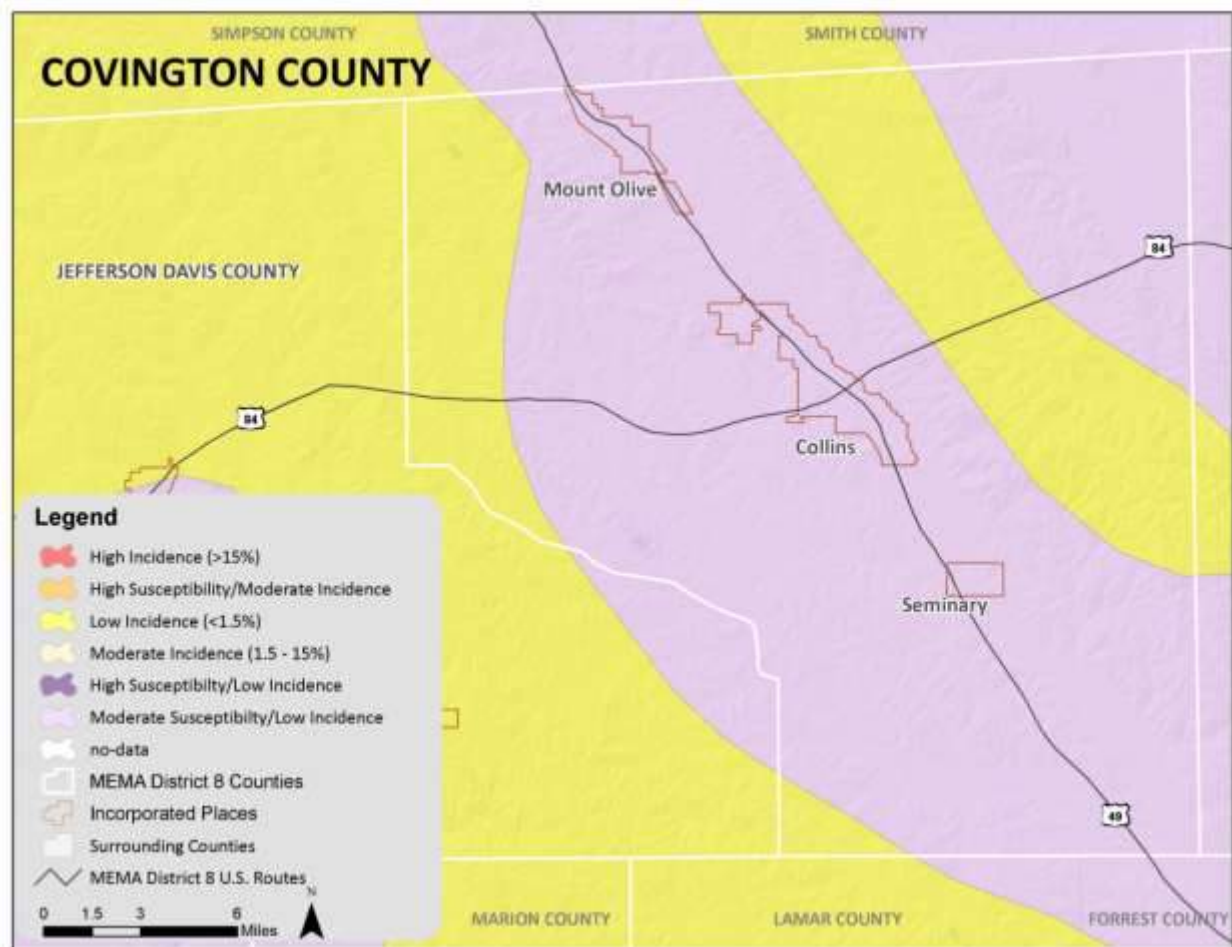 SIMPSON COUNTY
SMITH COUNTY
COVINGTON COUNTY
Mount Olive
84
JEFFERSON DAVIS COUNTY
84
Collins
Seminary
Legend
High Incidence (>15%)
High Susceptibility/Moderate Incidence
Low Incidence (<1.5%)
Moderate Incidence (1.5 - 15%)
High Susceptibilty/Low Incidence
Moderate Susceptibilty/Low Incidence
no-data
MEMA District 8 Counties
Incorporated Places
Surrounding Counties
MEMA District 8 U.S. Routes
N
0 1.5 3 6
Miles
49
MARION COUNTY
LAMAR COUNTY
FORREST COUNTY